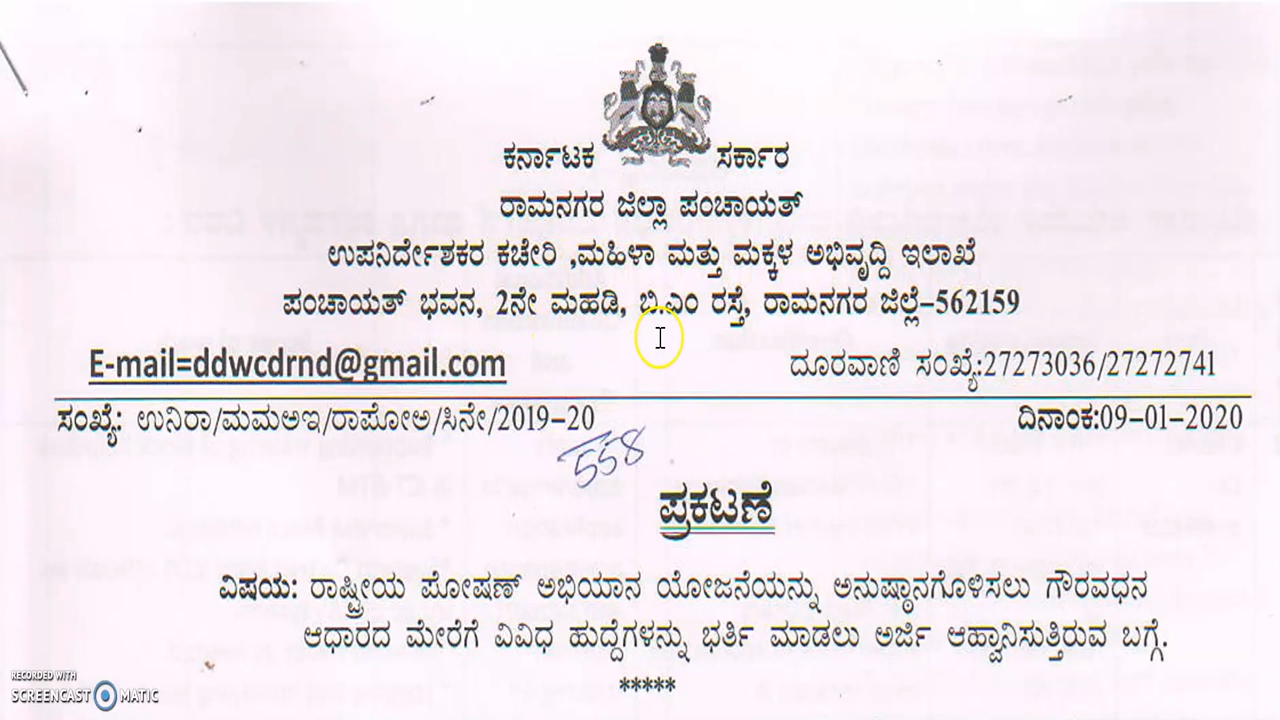 ಕರ್ನಾಟಕ ಸರ್ಕಾರ
ರಾಮನಗರ ಜಿಲ್ಲಾ ಪಂಚಾಯತ್
ಉಪನಿರ್ದೇಶಕರ ಕಚೇರಿ ,ಮಹಿಳಾ ಮತ್ತು ಮಕ್ಕಳ ಅಭಿವೃದ್ದಿ ಇಲಾಖೆ
ಪಂಚಾಯತ್ ಭವನ, 2ನೇ ಮಹಡಿ, ಬಿ.ಎಂ ರಸ್ತೆ, ರಾಮನಗರ ಜಿಲ್ಲೆ-562159
E-mail=ddwcdrnd@gmail.com ದೂರವಾಣಿ ಸಂಖ್ಯೆ:27273036/27272741
ಸಂಖ್ಯೆ: ಉನಿರಾ/ಮಮಅಇ/ರಾಪೋಅ/ಸಿನೇ/2019-20 ದಿನಾಂಕ:09-01-2020
558
ಪ್ರಕಟಣೆ
ವಿಷಯ: ರಾಷ್ಟ್ರೀಯ ಪೋಷಣ್ ಅಭಿಯಾನ ಯೋಜನೆಯನ್ನು ಅನುಷ್ಠಾನಗೊಳಿಸಲು ಗೌರವಧನ
ಆಧಾರದ ಮೇರೆಗೆ ವಿವಿಧ ಹುದ್ದೆಗಳನ್ನು ಭರ್ತಿ ಮಾಡಲು ಅರ್ಜಿ ಆಹ್ವಾನಿಸುತ್ತಿರುವ ಬಗ್ಗೆ.
*****
RECORDED WITH
SCREENCAST MATIC